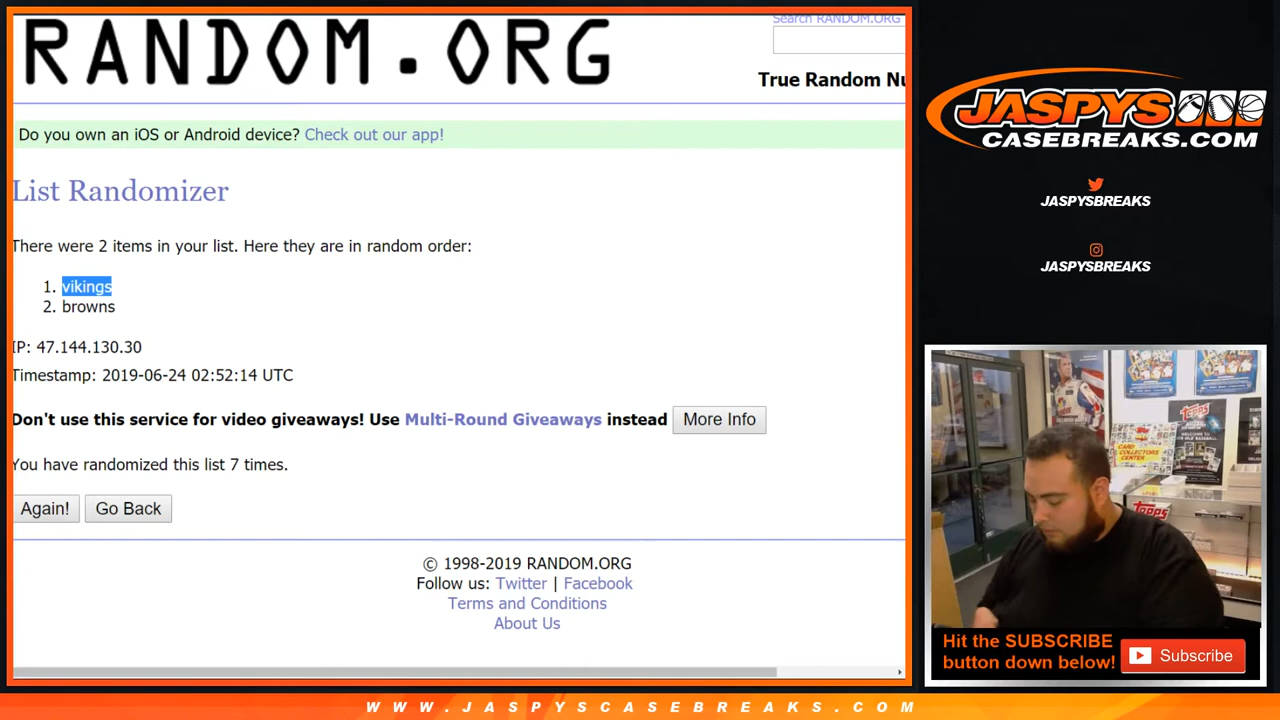 RANDOM.ORG
Search RANDOM.ORG
True Random Nu
Do you own an iOS or Android device? Check out our app!
List Randomizer
There were 2 items in your list. Here they are in random order:
1. vikings
2. browns
IP: 47.144.130.30
Timestamp: 2019-06-24 02:52:14 UTC
Don't use this service for video giveaways! Use Multi-Round Giveaways instead More Info
You have randomized this list 7 times.
Again! Go Back
© 1998-2019 RANDOM.ORG
Follow us: Twitter | Facebook
Terms and Conditions
About Us
JASPYS
CASEBREAKS.COM
JASPYSBREAKS
JASPYSBREAKS
Topps
CARD COLLECTORS CENTER
Topps
Hit the SUBSCRIBE
button down below!
Subscribe
WWW.JASPYSCASEBREAKS.COM